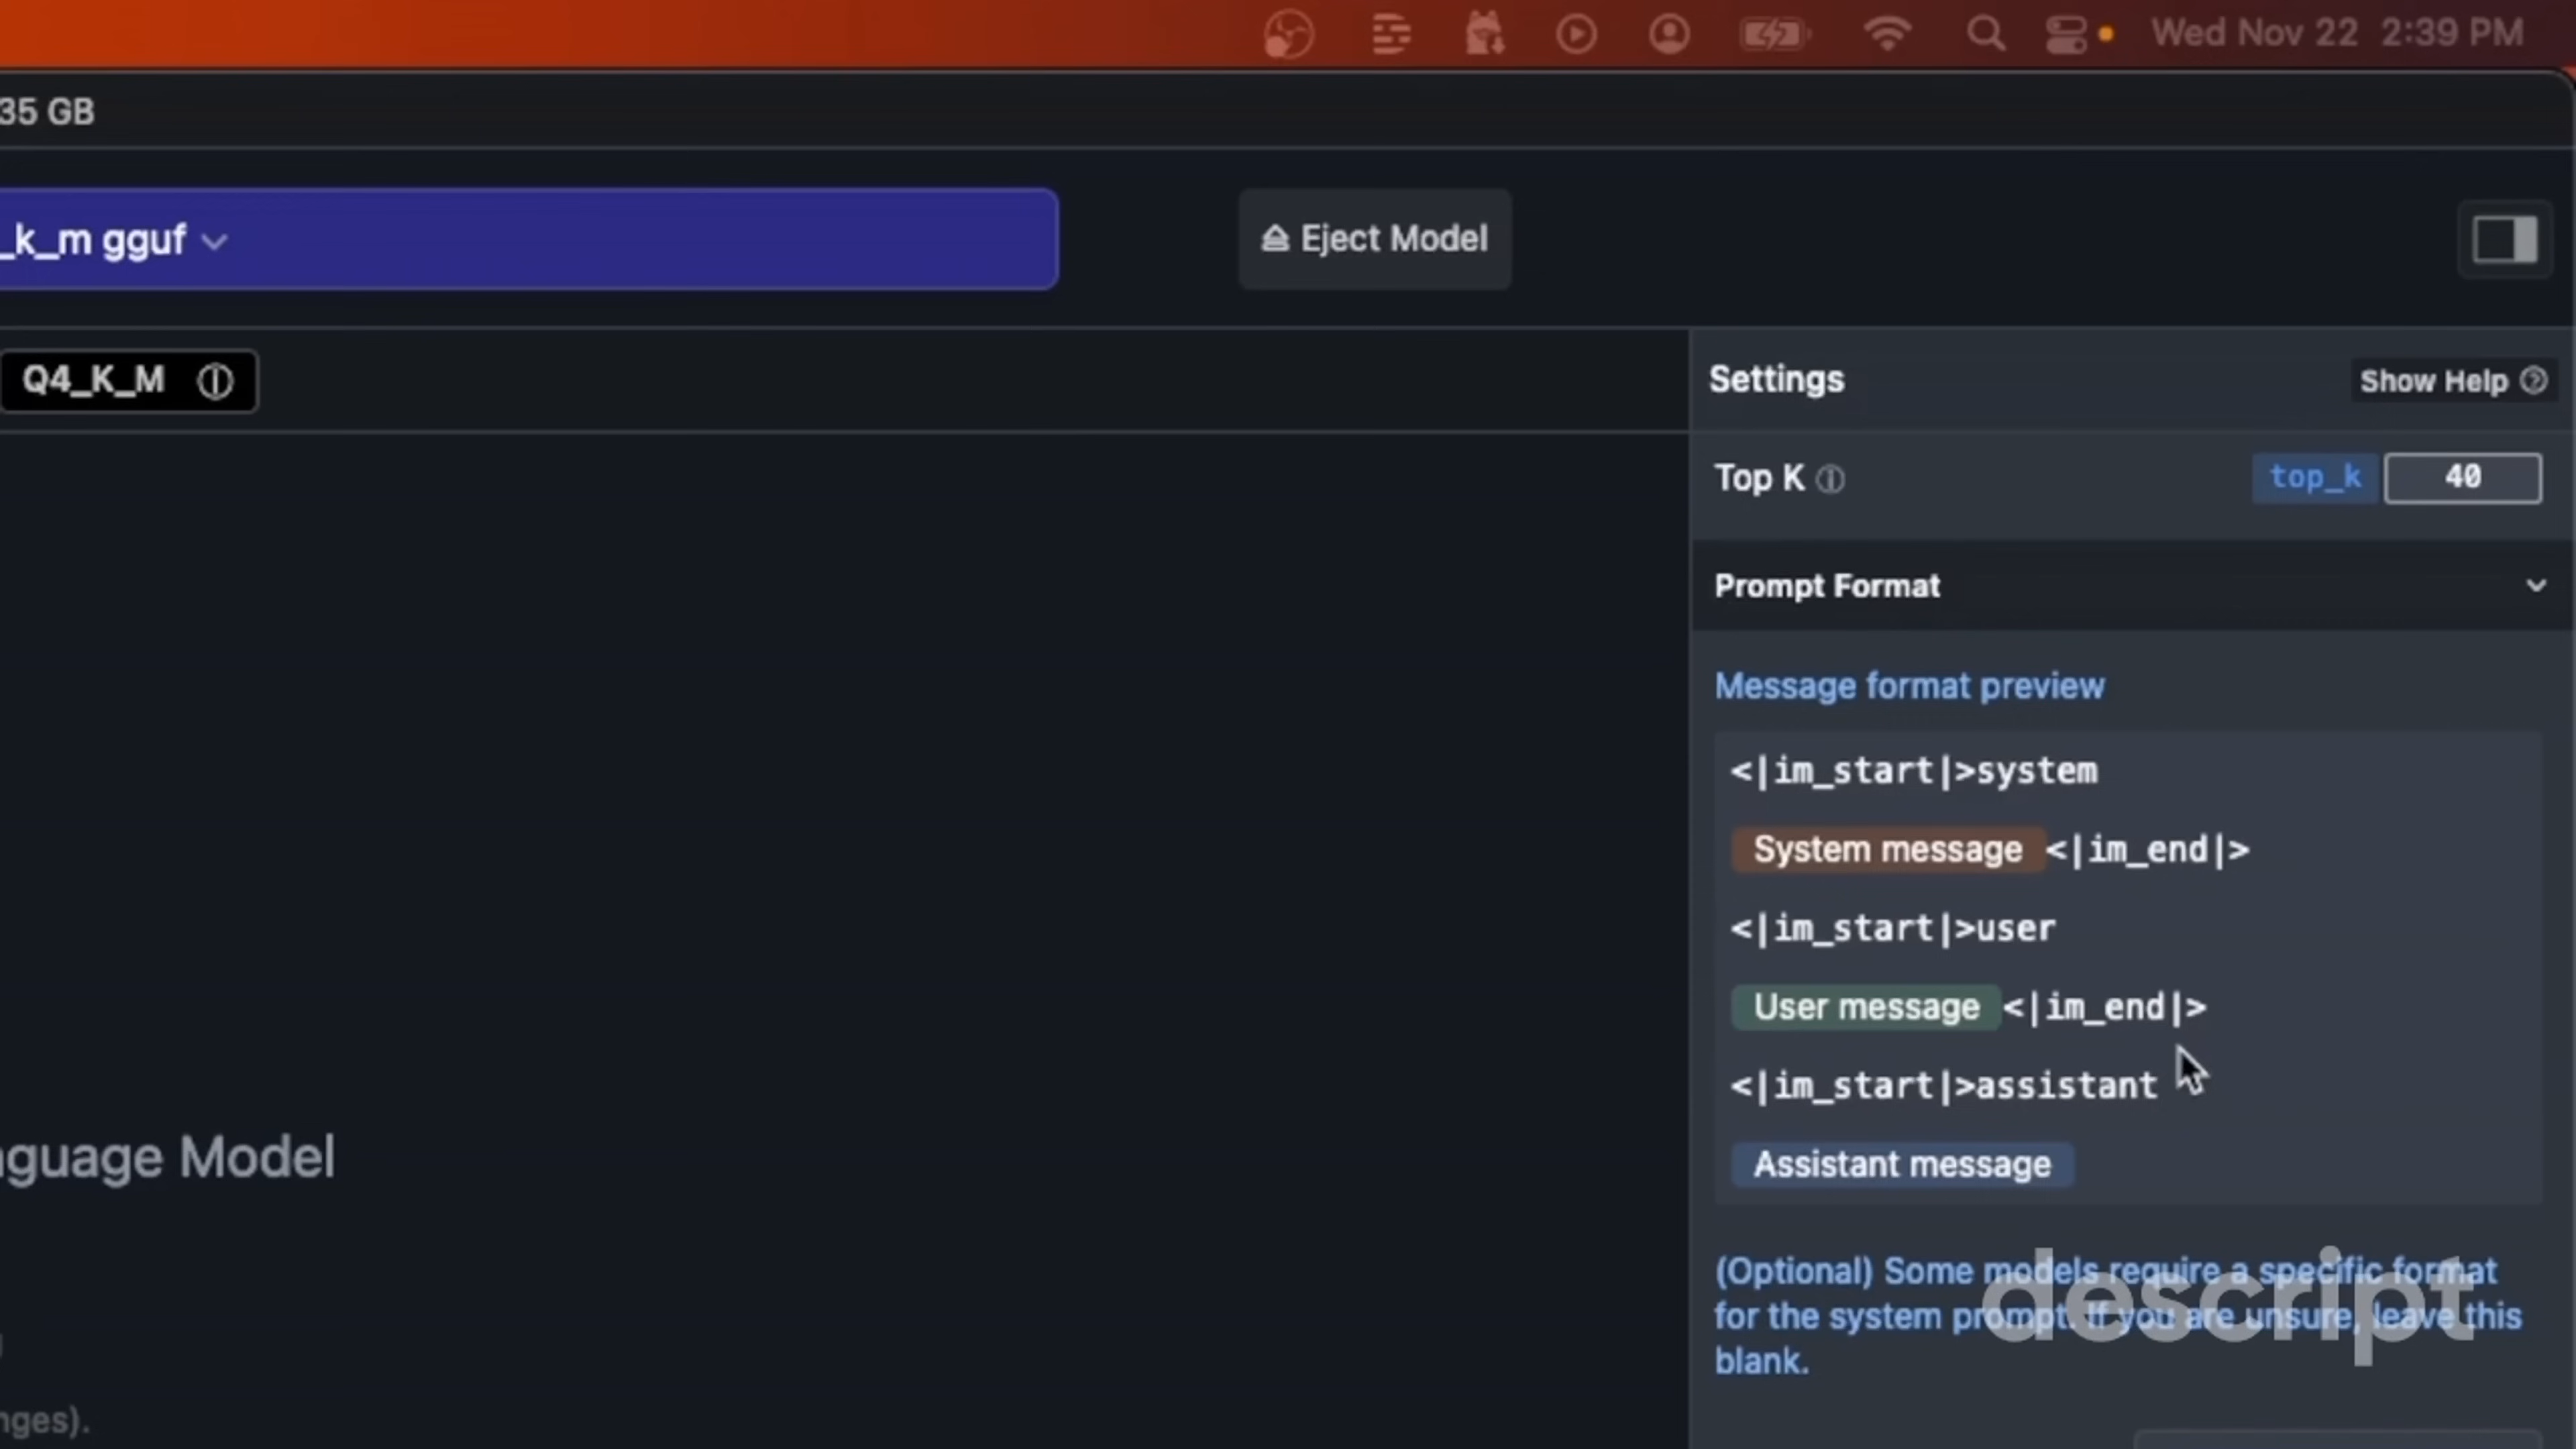 Wed Nov 22 2:39 PM
35 GB
_k_m gguf
Eject Model
Q4_K_M
Settings
Show Help
Top K
top_k
40
Prompt Format
Message format preview
<|im_start|>system
System message <|im_end|>
<|im_start|>user
User message <|im_end|>
<|im_start|>assistant
Assistant message
nguage Model
(Optional) Some models require a specific format
for the system prompt. If you are unsure, leave this
blank.
descript
nges).